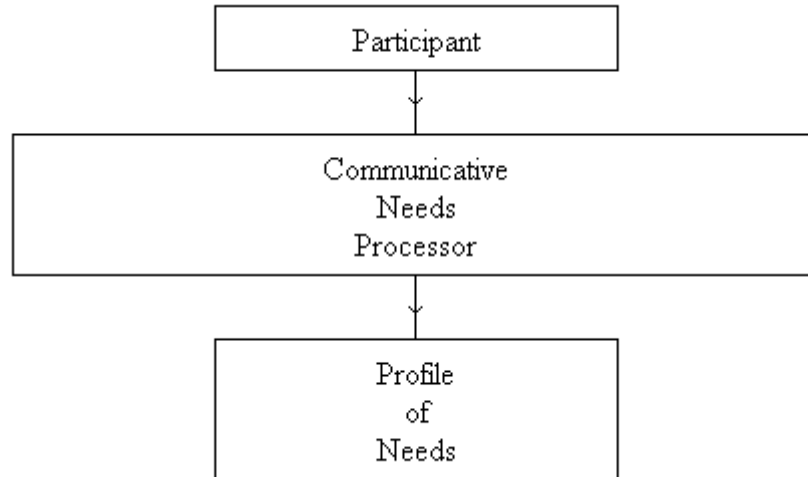 Participant
Communicative
Needs
Processor
Profile
of
Needs